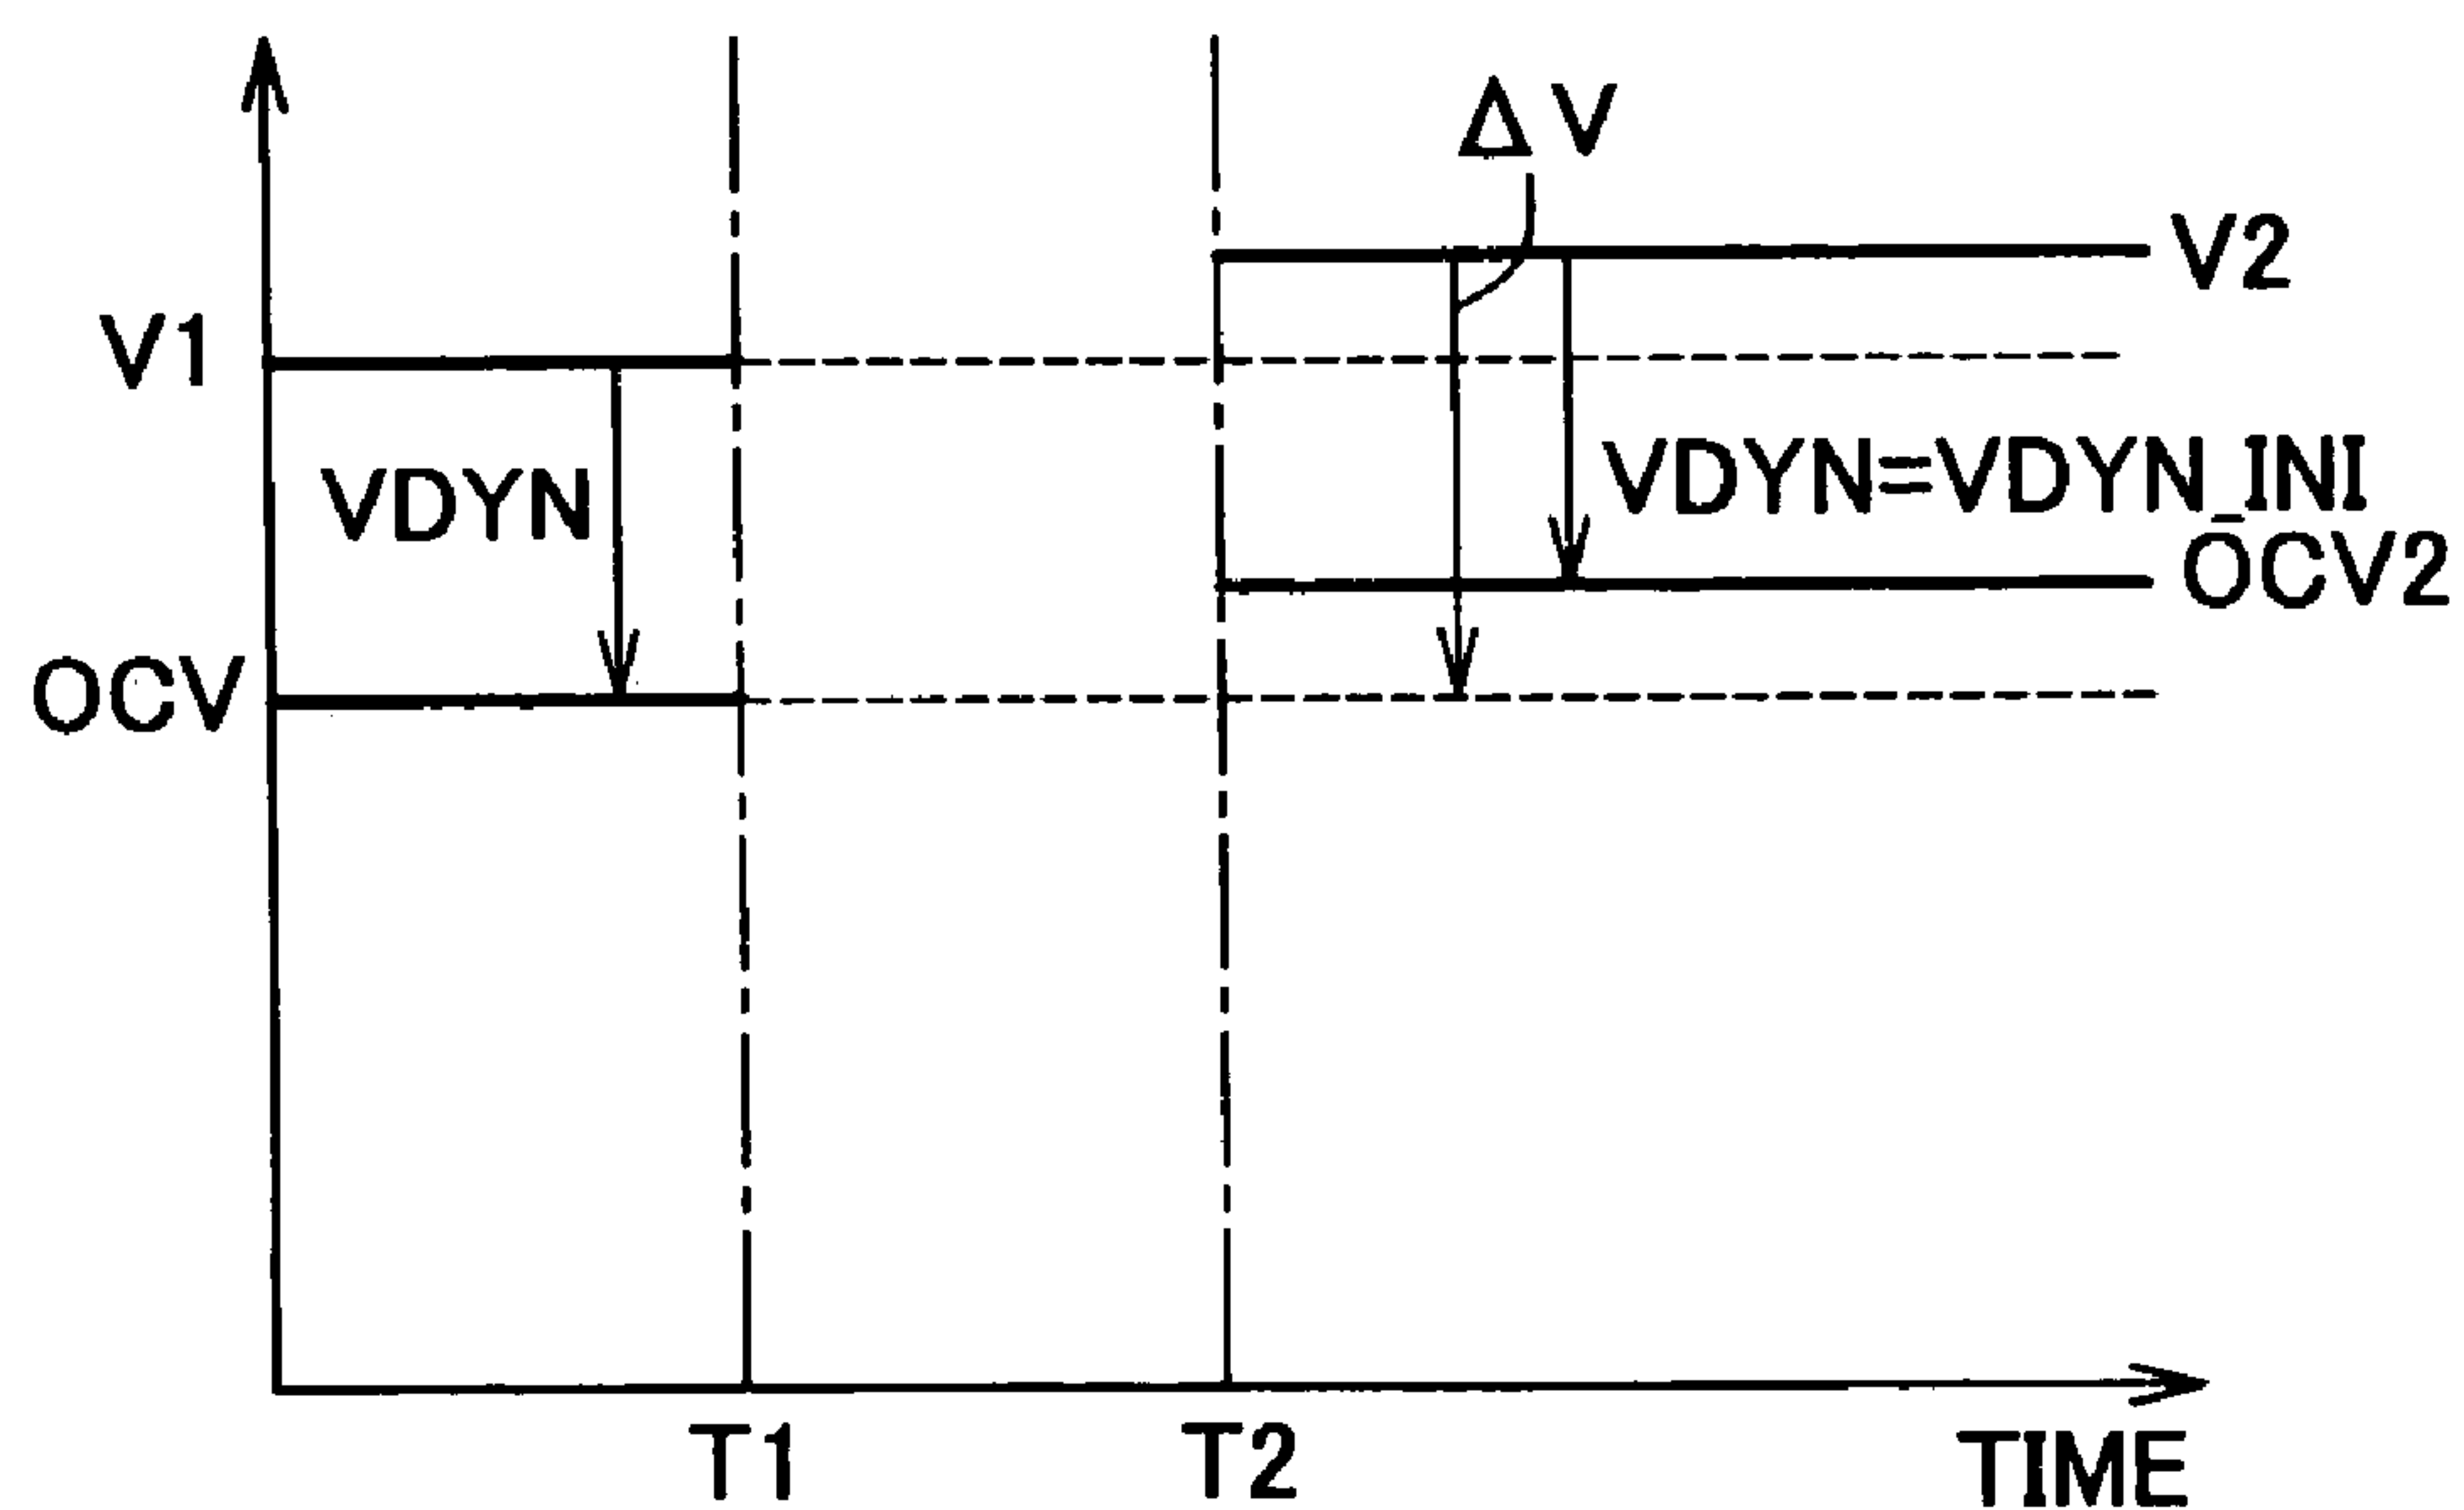 ΔV
V2
V1
VDYN
VDYN=VDYN_INI
OCV2
OCV
T1
T2
TIME